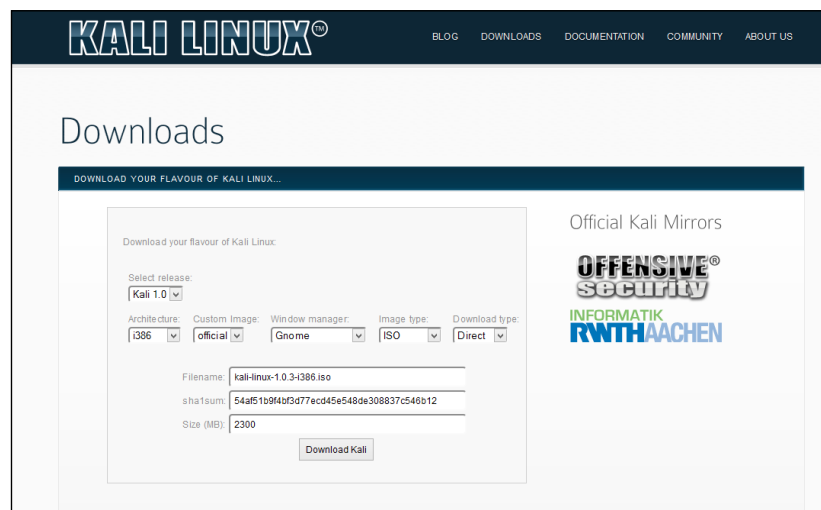 KALI LINUX™®
BLOG DOWNLOADS DOCUMENTATION COMMUNITY ABOUT US
Downloads
DOWNLOAD YOUR FLAVOUR OF KALI LINUX...
Download your flavour of Kali Linux:
Select release:
Kali 1.0
Architecture: Custom Image: Window manager: Image type: Download type:
i386 official Gnome ISO Direct
Filename: kali-linux-1.0.3-i386.iso
sha1sum: 54af51b9f4bf3d77ecd45e548de308837c546b12
Size (MB): 2300
Download Kali
Official Kali Mirrors
OFFENSIVE®
security
INFORMATIK
RWTHAACHEN